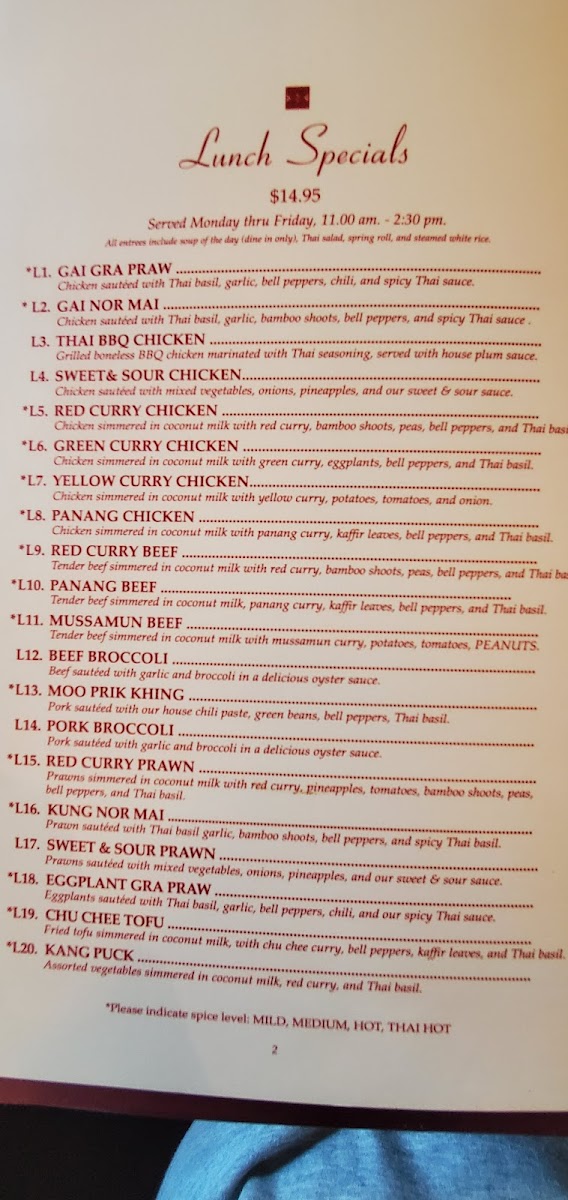 Lunch Specials
$14.95
Served Monday thru Friday, 11.00 am. - 2:30 pm.
All entrees include soup of the day (dine in only), Thai salad, spring roll, and steamed white rice.
*L1. GAI GRA PRAW
Chicken sautéed with Thai basil, garlic, bell peppers, chili, and spicy Thai sauce.
* L2. GAI NOR MAI
Chicken sautéed with Thai basil, garlic, bamboo shoots, bell peppers, and spicy Thai sauce .
L3. THAI BBQ CHICKEN
Grilled boneless BBQ chicken marinated with Thai seasoning, served with house plum sauce.
L4. SWEET& SOUR CHICKEN
Chicken sautéed with mixed vegetables, onions, pineapples, and our sweet & sour sauce.
*L5. RED CURRY CHICKEN
Chicken simmered in coconut milk with red curry, bamboo shoots, peas, bell peppers, and Thai bas
*L6. GREEN CURRY CHICKEN
Chicken simmered in coconut milk with green curry, eggplants, bell peppers, and Thai basil.
*L7. YELLOW CURRY CHICKEN
Chicken simmered in coconut milk with yellow curry, potatoes, tomatoes, and onion.
*L8. PANANG CHICKEN
Chicken simmered in coconut milk with panang curry, kaffir leaves, bell peppers, and Thai basil.
*L9. RED CURRY BEEF
Tender beef simmered in coconut milk with red curry, bamboo shoots, peas, bell peppers, and Thai ba
*L10. PANANG BEEF
Tender beef simmered in coconut milk, panang curry, kaffir leaves, bell peppers, and Thai basil.
*L11. MUSSAMUN BEEF
Tender beef simmered in coconut milk with mussamun curry, potatoes, tomatoes, PEANUTS.
L12. BEEF BROCCOLI
Beef sautéed with garlic and broccoli in a delicious oyster sauce.
*L13. MOO PRIK KHING
Pork sautéed with our house chili paste, green beans, bell peppers, Thai basil.
L14. PORK BROCCOLI
Pork sautéed with garlic and broccoli in a delicious oyster sauce.
*L15. RED CURRY PRAWN
Prawns simmered in coconut milk with red curry, pineapples, tomatoes, bamboo shoots, peas,
bell peppers, and Thai basil.
*L16. KUNG NOR MAI
Prawn sautéed with Thai basil garlic, bamboo shoots, bell peppers, and spicy Thai sauce.
L17. SWEET & SOUR PRAWN
Prawns sautéed with mixed vegetables, onions, pineapples, and our sweet & sour sauce.
*L18. EGGPLANT GRA PRAW
Eggplants sautéed with Thai basil, garlic, bell peppers, chili, and our spicy Thai sauce.
*L19. CHU CHEE TOFU
Fried tofu simmered in coconut milk, with chu chee curry, bell peppers, kaffir leaves, and Thai basil.
*L20. KANG PUCK
Assorted vegetables simmered in coconut milk, red curry, and Thai basil.
*Please indicate spice level: MILD, MEDIUM, HOT, THAI HOT
2